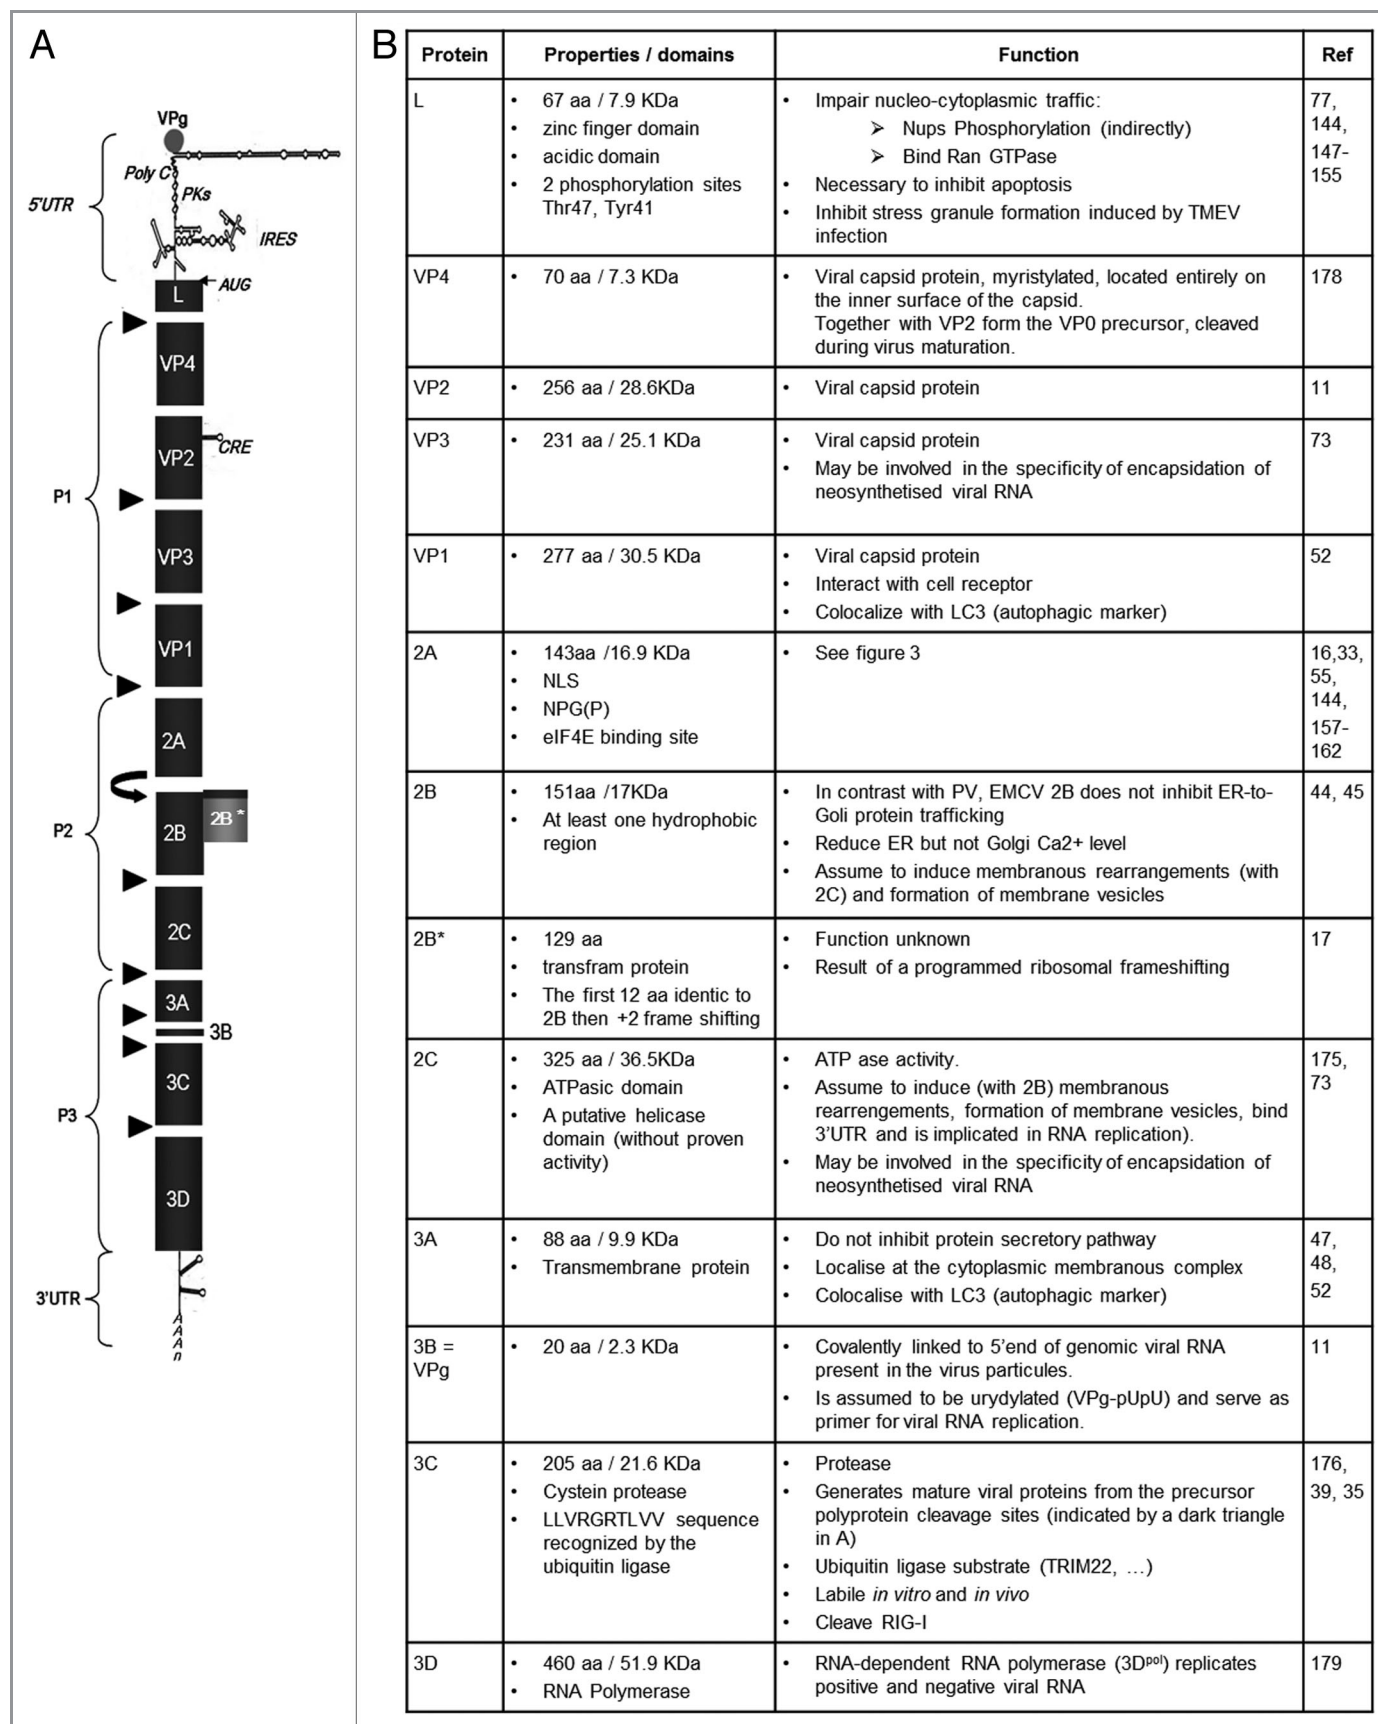 A
VPg
Poly C
PKs
5'UTR
IRES
AUG
L
VP4
CRE
VP2
P1
VP3
VP1
2A
2B *
P2
2B
2C
3A
3B
3C
P3
3D
3'UTR
A
A
A
n
B
Protein Properties / domains Function Ref
L
• 67 aa / 7.9 KDa
• zinc finger domain
• acidic domain
• 2 phosphorylation sites
Thr47, Tyr41
• Impair nucleo-cytoplasmic traffic:
➢ Nups Phosphorylation (indirectly)
➢ Bind Ran GTPase
• Necessary to inhibit apoptosis
• Inhibit stress granule formation induced by TMEV
infection
77,
144,
147-
155
VP4
• 70 aa / 7.3 KDa
• Viral capsid protein, myristylated, located entirely on
the inner surface of the capsid.
Together with VP2 form the VP0 precursor, cleaved
during virus maturation.
178
VP2
• 256 aa / 28.6KDa
• Viral capsid protein
11
VP3
• 231 aa / 25.1 KDa
• Viral capsid protein
• May be involved in the specificity of encapsidation of
neosynthetised viral RNA
73
VP1
• 277 aa / 30.5 KDa
• Viral capsid protein
• Interact with cell receptor
• Colocalize with LC3 (autophagic marker)
52
2A
• 143aa /16.9 KDa
• NLS
• NPG(P)
• eIF4E binding site
• See figure 3
16,33,
55,
144,
157-
162
2B
• 151aa /17KDa
• At least one hydrophobic
region
• In contrast with PV, EMCV 2B does not inhibit ER-to-
Goli protein trafficking
• Reduce ER but not Golgi Ca2+ level
• Assume to induce membranous rearrangements (with
2C) and formation of membrane vesicles
44, 45
2B*
• 129 aa
• transfram protein
• The first 12 aa identic to
2B then +2 frame shifting
• Function unknown
• Result of a programmed ribosomal frameshifting
17
2C
• 325 aa / 36.5KDa
• ATPasic domain
• A putative helicase
domain (without proven
activity)
• ATP ase activity.
• Assume to induce (with 2B) membranous
rearrengements, formation of membrane vesicles, bind
3'UTR and is implicated in RNA replication).
• May be involved in the specificity of encapsidation of
neosynthetised viral RNA
175,
73
3A
• 88 aa / 9.9 KDa
• Transmembrane protein
• Do not inhibit protein secretory pathway
• Localise at the cytoplasmic membranous complex
• Colocalise with LC3 (autophagic marker)
47,
48,
52
3B =
VPg
• 20 aa / 2.3 KDa
• Covalently linked to 5'end of genomic viral RNA
present in the virus particules.
• Is assumed to be urydylated (VPg-pUpU) and serve as
primer for viral RNA replication.
11
3C
• 205 aa / 21.6 KDa
• Cystein protease
• LLVRGRTLVV sequence
recognized by the
ubiquitin ligase
• Protease
• Generates mature viral proteins from the precursor
polyprotein cleavage sites (indicated by a dark triangle
in A)
• Ubiquitin ligase substrate (TRIM22, …)
• Labile in vitro and in vivo
• Cleave RIG-I
176,
39, 35
3D
• 460 aa / 51.9 KDa
• RNA Polymerase
• RNA-dependent RNA polymerase (3Dpol) replicates
positive and negative viral RNA
179